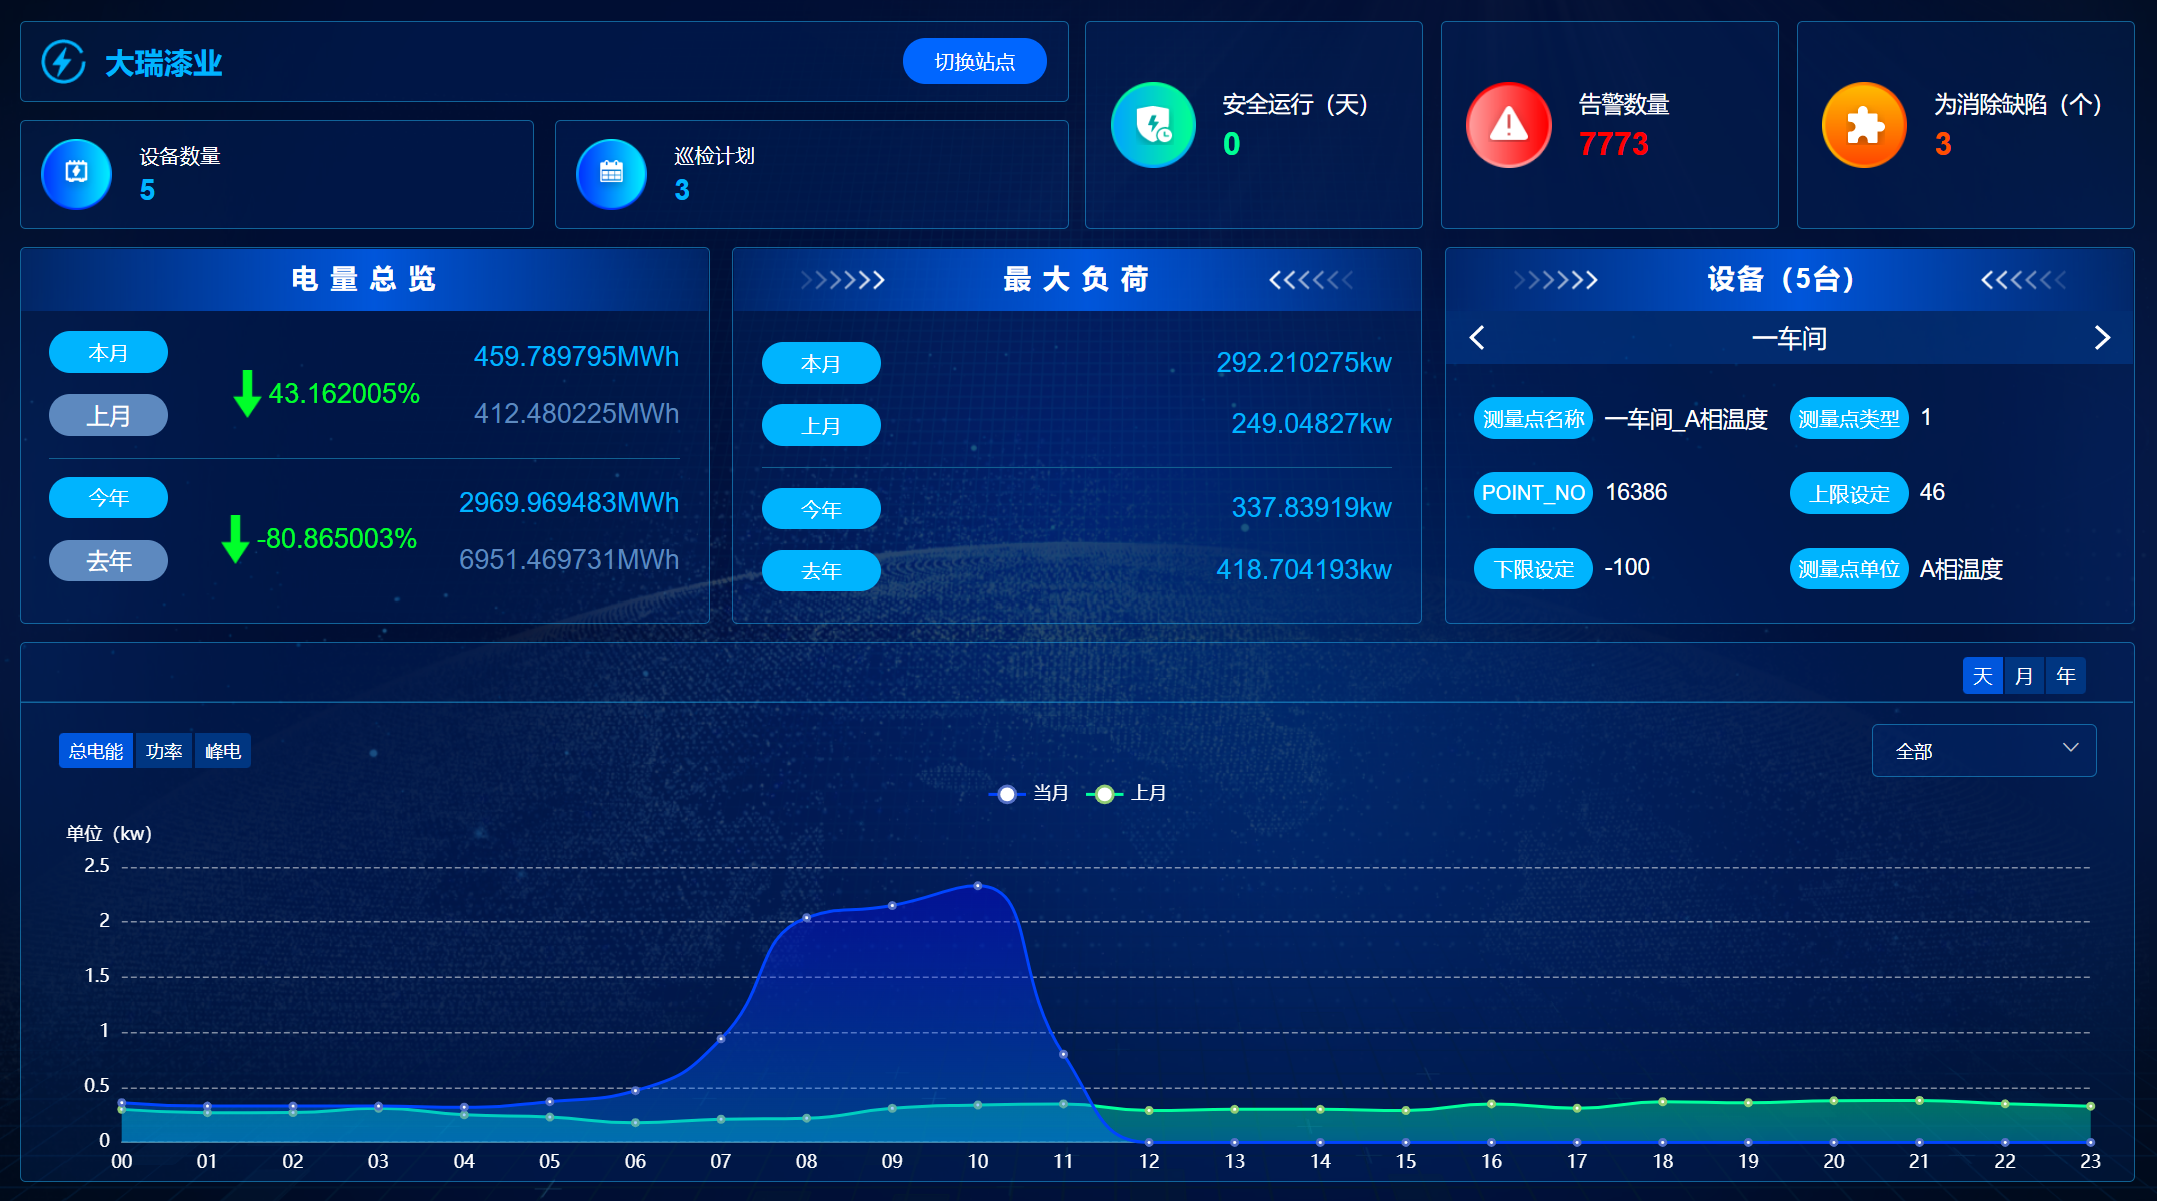 大瑞漆业
切换站点
设备数量
5
巡检计划
3
安全运行（天）
0
告警数量
7773
为消除缺陷（个）
3
电量总览
本月
459.789795MWh
43.162005%
上月
412.480225MWh
今年
2969.969483MWh
-80.865003%
去年
6951.469731MWh
最大负荷
本月
292.210275kw
上月
249.04827kw
今年
337.83919kw
去年
418.704193kw
设备（5台）
一车间
测量点名称 一车间_A相温度 测量点类型 1
POINT_NO 16386 上限设定 46
下限设定 -100 测量点单位 A相温度
天 月 年
总电能 功率 峰电
全部
当月 上月
单位（kw）
2.5
2
1.5
1
0.5
0
00 01 02 03 04 05 06 07 08 09 10 11 12 13 14 15 16 17 18 19 20 21 22 23